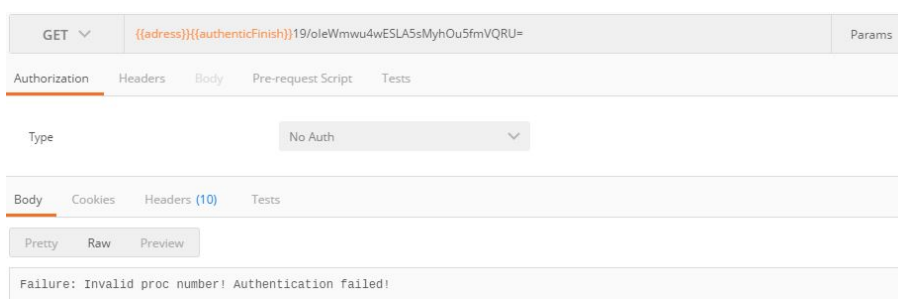 GET {{adress}}{{authenticFinish}}19/oleWmwu4wESLA5sMyhOu5fmVQRU= Params
Authorization Headers Body Pre-request Script Tests
Type No Auth
Body Cookies Headers (10) Tests
Pretty Raw Preview
Failure: Invalid proc number! Authentication failed!